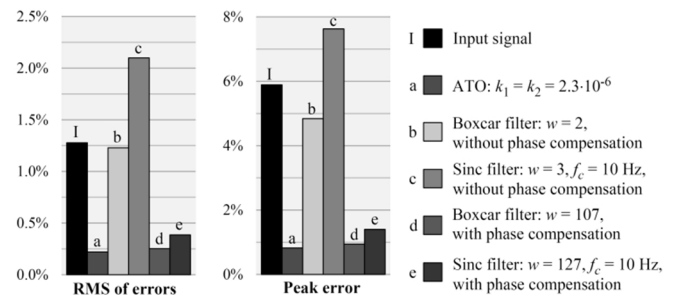 2.5%
2.0%
1.5%
1.0%
0.5%
0.0%
I
a
b
c
d
e
RMS of errors
8%
6%
4%
2%
0%
I
a
b
c
d
e
Peak error
I Input signal
a ATO: k₁ = k₂ = 2.3·10⁻⁶
b Boxcar filter: w = 2,
without phase compensation
c Sinc filter: w = 3, f_c = 10 Hz,
without phase compensation
d Boxcar filter: w = 107,
with phase compensation
e Sinc filter: w = 127, f_c = 10 Hz,
with phase compensation